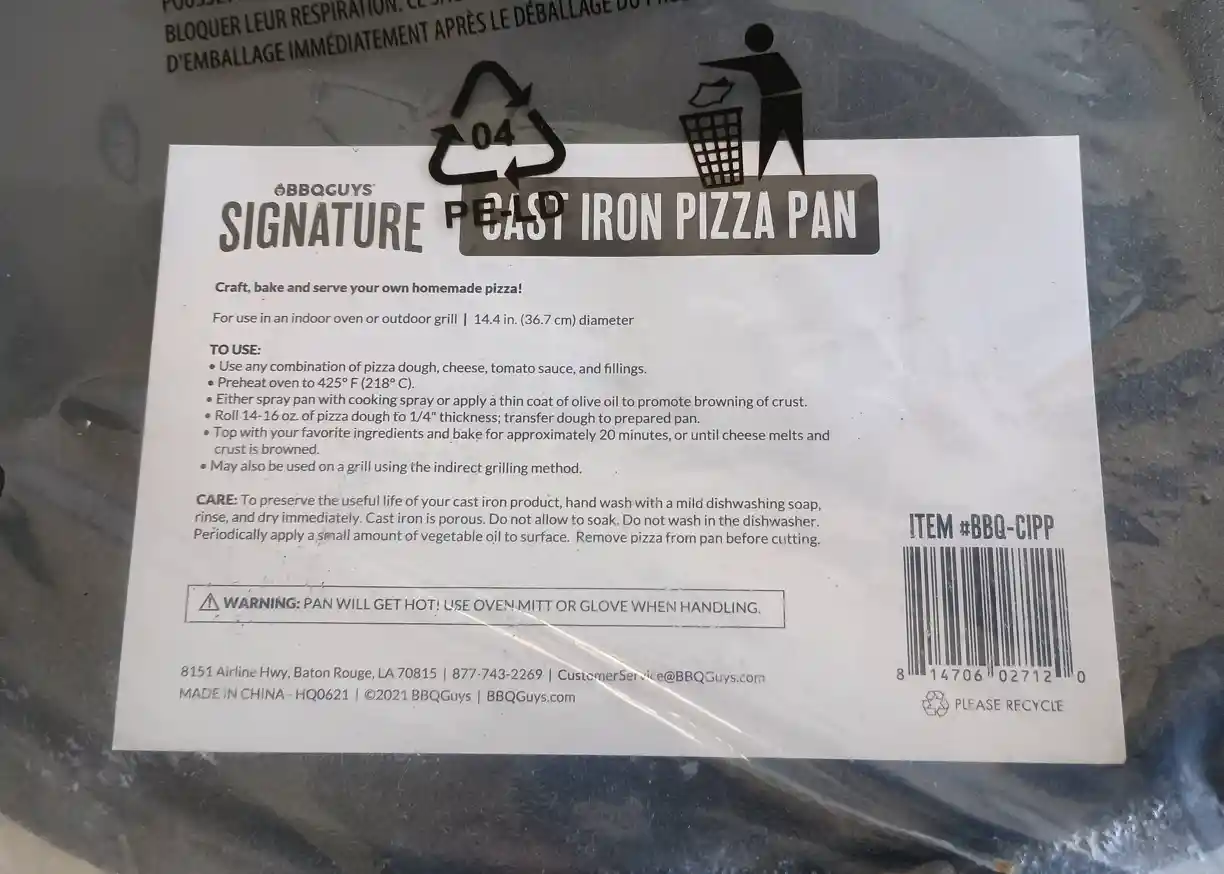 BLOQUER LEUR RESPIRATION.
D'EMBALLAGE IMMÉDIATEMENT APRÈS LE DÉBALLAGE DU
04
PE-LD
BBQGUYS
SIGNATURE
CAST IRON PIZZA PAN
Craft, bake and serve your own homemade pizza!
For use in an indoor oven or outdoor grill | 14.4 in. (36.7 cm) diameter
TO USE:
• Use any combination of pizza dough, cheese, tomato sauce, and fillings.
• Preheat oven to 425° F (218° C).
• Either spray pan with cooking spray or apply a thin coat of olive oil to promote browning of crust.
• Roll 14-16 oz. of pizza dough to 1/4" thickness; transfer dough to prepared pan.
• Top with your favorite ingredients and bake for approximately 20 minutes, or until cheese melts and
crust is browned.
• May also be used on a grill using the indirect grilling method.
CARE: To preserve the useful life of your cast iron product, hand wash with a mild dishwashing soap,
rinse, and dry immediately. Cast iron is porous. Do not allow to soak. Do not wash in the dishwasher.
Periodically apply a small amount of vegetable oil to surface. Remove pizza from pan before cutting.
WARNING: PAN WILL GET HOT! USE OVEN MITT OR GLOVE WHEN HANDLING.
8151 Airline Hwy, Baton Rouge, LA 70815 | 877-743-2269 | CustomerService@BBQGuys.com
MADE IN CHINA - HQ0621 | ©2021 BBQGuys | BBQGuys.com
ITEM #BBQ-CIPP
8 14706 02712 0
PLEASE RECYCLE